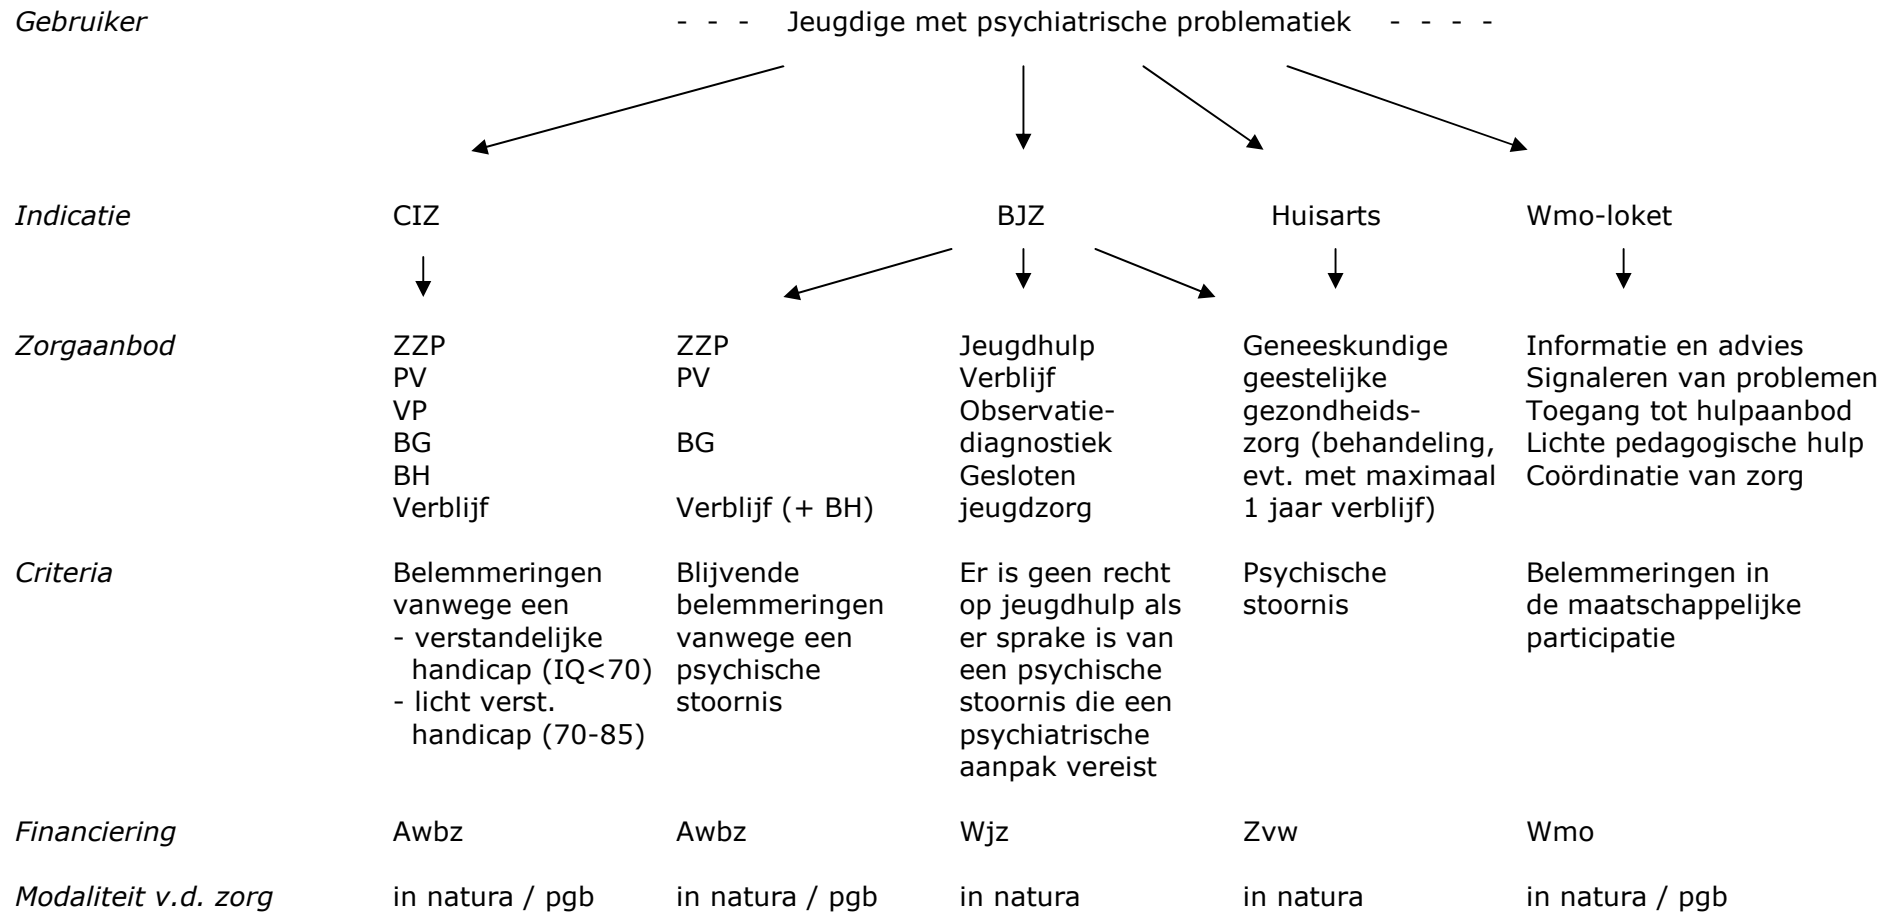 Gebruiker - - - Jeugdige met psychiatrische problematiek - - - -
Indicatie CIZ BJZ Huisarts Wmo-loket
Zorgaanbod ZZP ZZP Jeugdhulp Geneeskundige Informatie en advies
PV PV Verblijf geestelijke Signaleren van problemen
VP Observatie- gezondheids- Toegang tot hulpaanbod
BG BG diagnostiek zorg (behandeling, Lichte pedagogische hulp
BH Gesloten evt. met maximaal Coördinatie van zorg
Verblijf Verblijf (+ BH) jeugdzorg 1 jaar verblijf)
Criteria Belemmeringen Blijvende Er is geen recht Psychische Belemmeringen in
vanwege een belemmeringen op jeugdhulp als stoornis de maatschappelijke
- verstandelijke vanwege een er sprake is van participatie
handicap (IQ<70) psychische een psychische
- licht verst. stoornis stoornis die een
handicap (70-85) psychiatrische
aanpak vereist
Financiering Awbz Awbz Wjz Zvw Wmo
Modaliteit v.d. zorg in natura / pgb in natura / pgb in natura in natura in natura / pgb